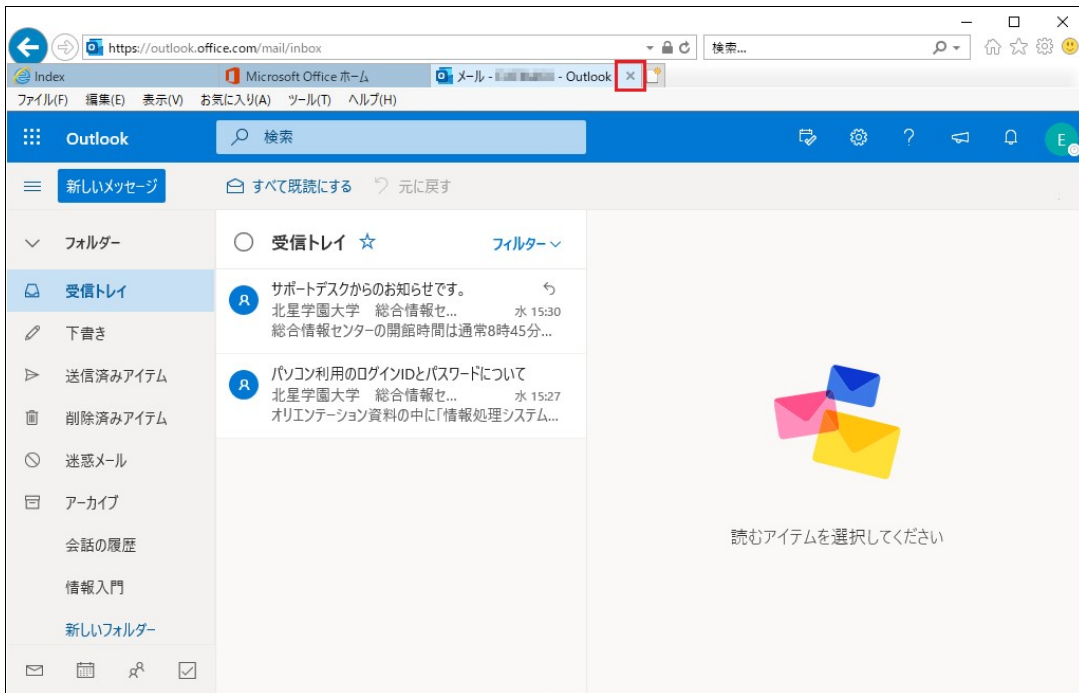 https://outlook.office.com/mail/inbox
検索...
Index
Microsoft Office ホーム
メール - - Outlook
ファイル(F) 編集(E) 表示(V) お気に入り(A) ツール(T) ヘルプ(H)
Outlook
検索
E
新しいメッセージ
すべて既読にする
元に戻す
フォルダー
受信トレイ
下書き
送信済みアイテム
削除済みアイテム
迷惑メール
アーカイブ
会話の履歴
情報入門
新しいフォルダー
受信トレイ
フィルター
サポートデスクからのお知らせです。
北星学園大学 総合情報セ... 水 15:30
総合情報センターの開館時間は通常8時45分...
パソコン利用のログインIDとパスワードについて
北星学園大学 総合情報セ... 水 15:27
オリエンテーション資料の中に「情報処理システム...
読むアイテムを選択してください